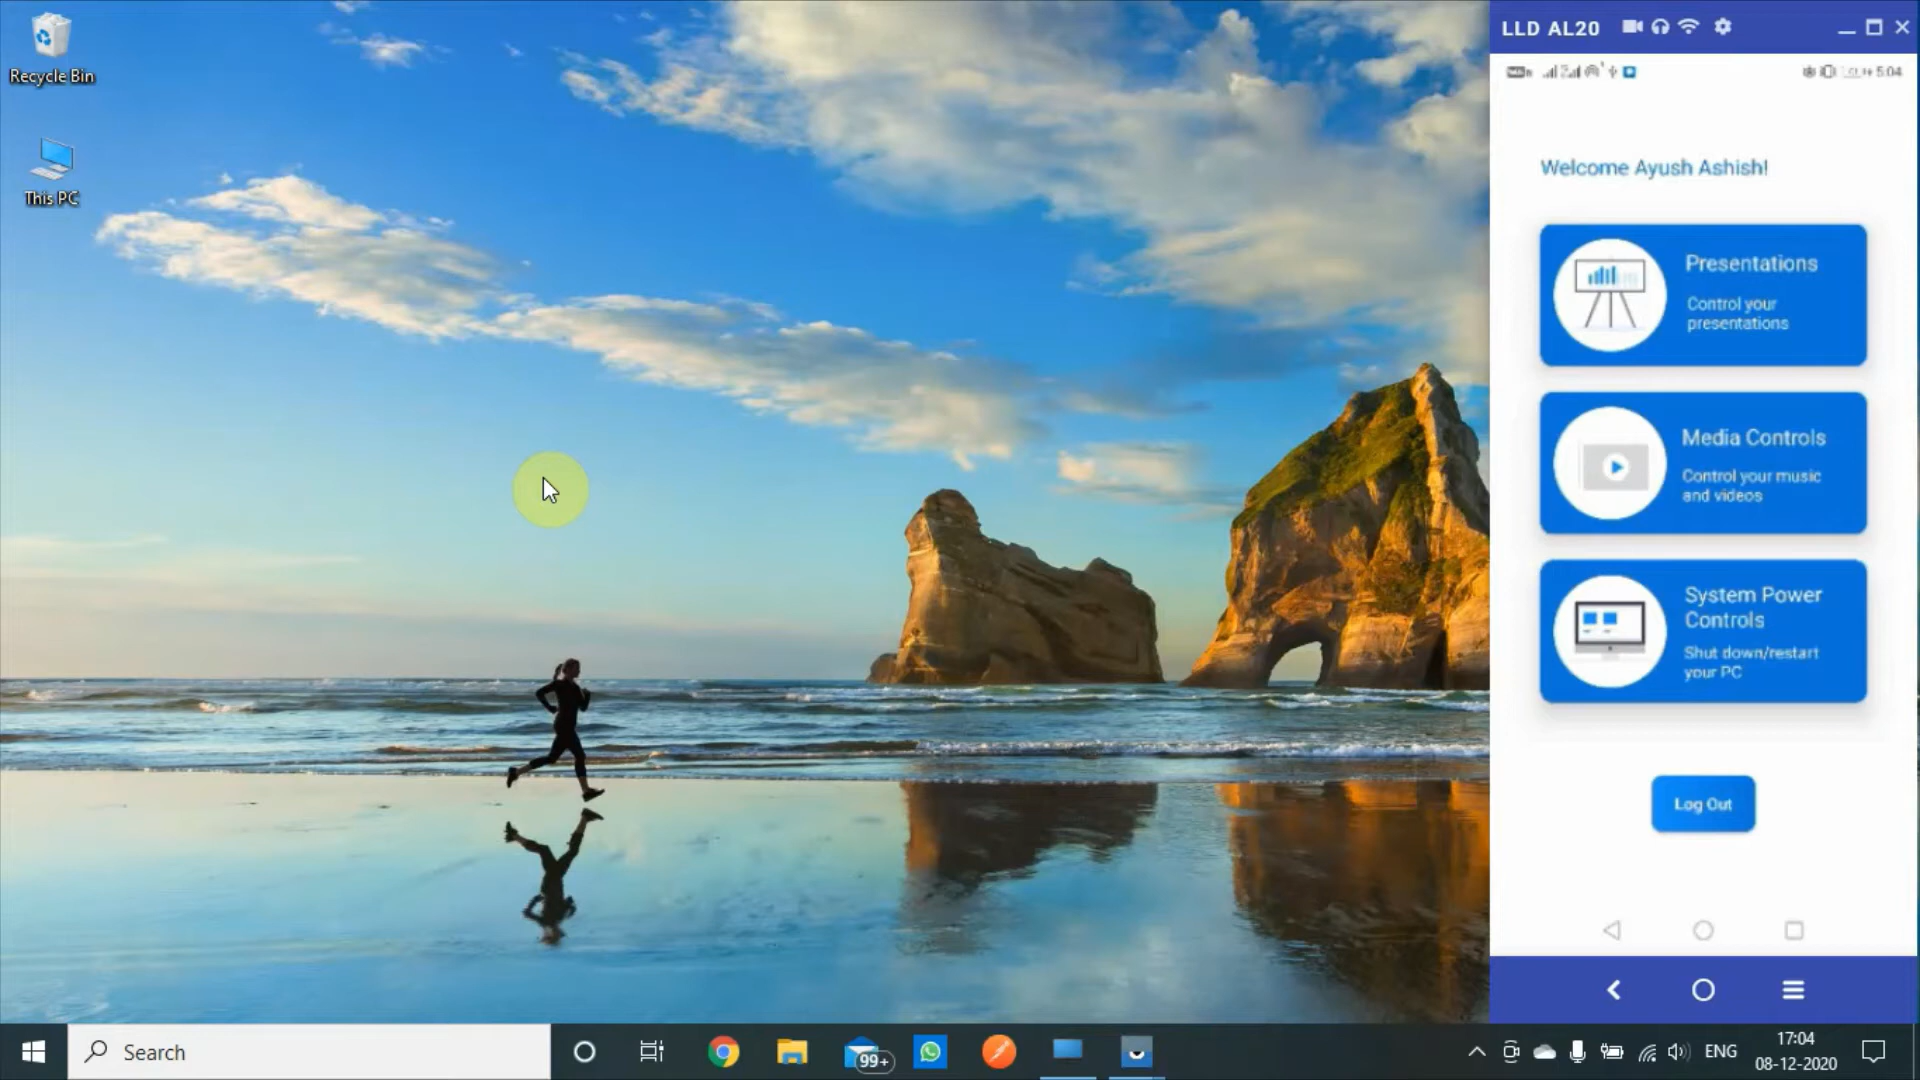 Recycle Bin
This PC
LLD AL20
5:04
Welcome Ayush Ashish!
Presentations
Control your
presentations
Media Controls
Control your music
and videos
System Power
Controls
Shut down/restart
your PC
Log Out
Search
99+
ENG
17:04
08-12-2020